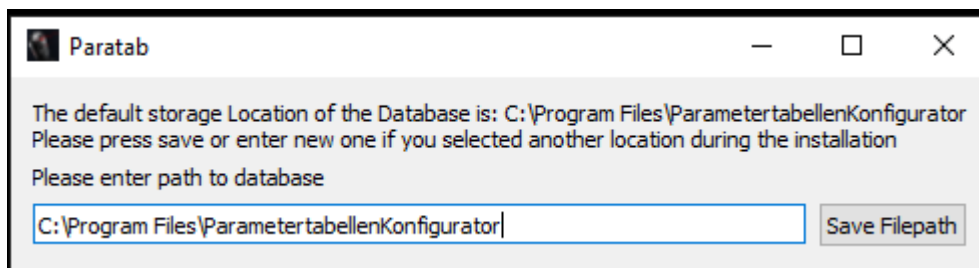 Paratab
The default storage Location of the Database is: C:\Program Files\ParametertabellenKonfigurator
Please press save or enter new one if you selected another location during the installation
Please enter path to database
C:\Program Files\ParametertabellenKonfigurator
Save Filepath